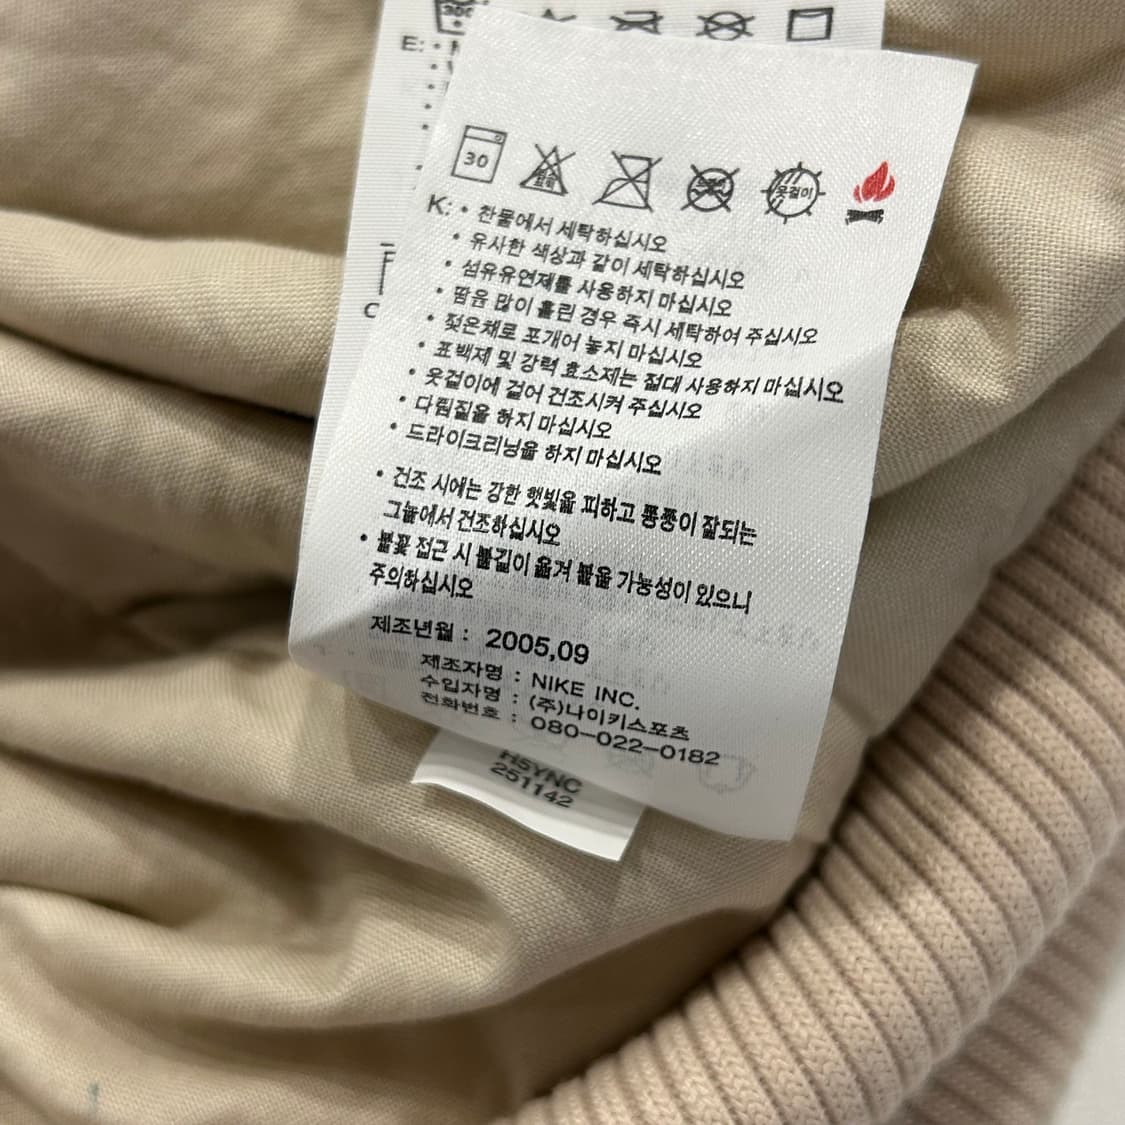 E:
30
표백
옷걸이
K: • 찬물에서 세탁하십시오
• 유사한 색상과 같이 세탁하십시오
• 섬유유연제를 사용하지 마십시오
• 땀을 많이 흘린 경우 즉시 세탁하여 주십시오
• 젖은채로 포개어 놓지 마십시오
• 표백제 및 강력 효소제는 절대 사용하지 마십시오
• 옷걸이에 걸어 건조시켜 주십시오
• 다림질을 하지 마십시오
• 드라이크리닝을 하지 마십시오
• 건조 시에는 강한 햇빛을 피하고 통풍이 잘되는
그늘에서 건조하십시오
• 불꽃 접근 시 불길이 옮겨 붙을 가능성이 있으니
주의하십시오
제조년월 : 2005,09
제조자명 : NIKE INC.
수입자명 : (주)나이키스포츠
전화번호 : 080-022-0182
H5YNC
251142